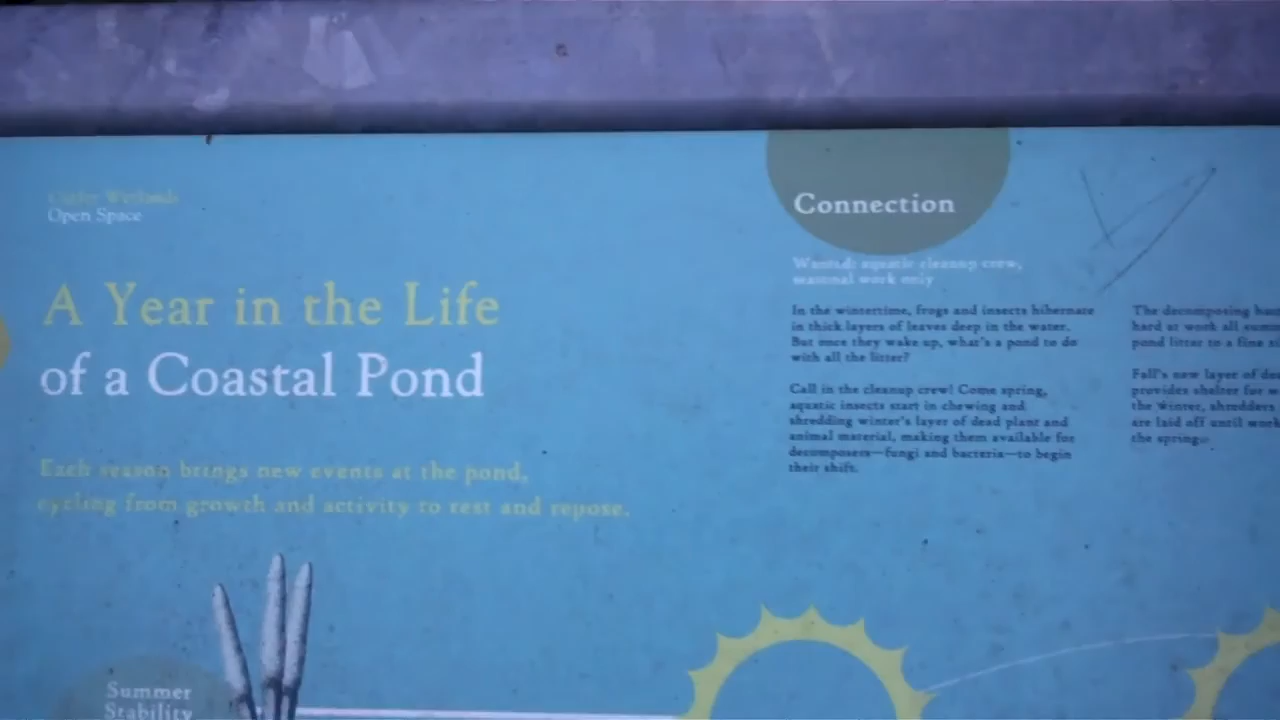 Wetlands
Open Space
A Year in the Life
of a Coastal Pond
Each season brings new events at the pond,
cycling from growth and activity to rest and repose.
Summer
Stability
Connection
Wanted: aquatic cleanup crew,
seasonal work only
In the wintertime, frogs and insects hibernate
in thick layers of leaves deep in the water.
But once they wake up, what's a pond to do
with all the litter?
Call in the cleanup crew! Come spring,
aquatic insects start in chewing and
shredding winter's layer of dead plant and
animal material, making them available for
decomposers—fungi and bacteria—to begin
their shift.
The decomposing
hard at work all
pond litter to a fine
Fall's new layer of
provides shelter for
the winter, shredders
are laid off until
the spring.